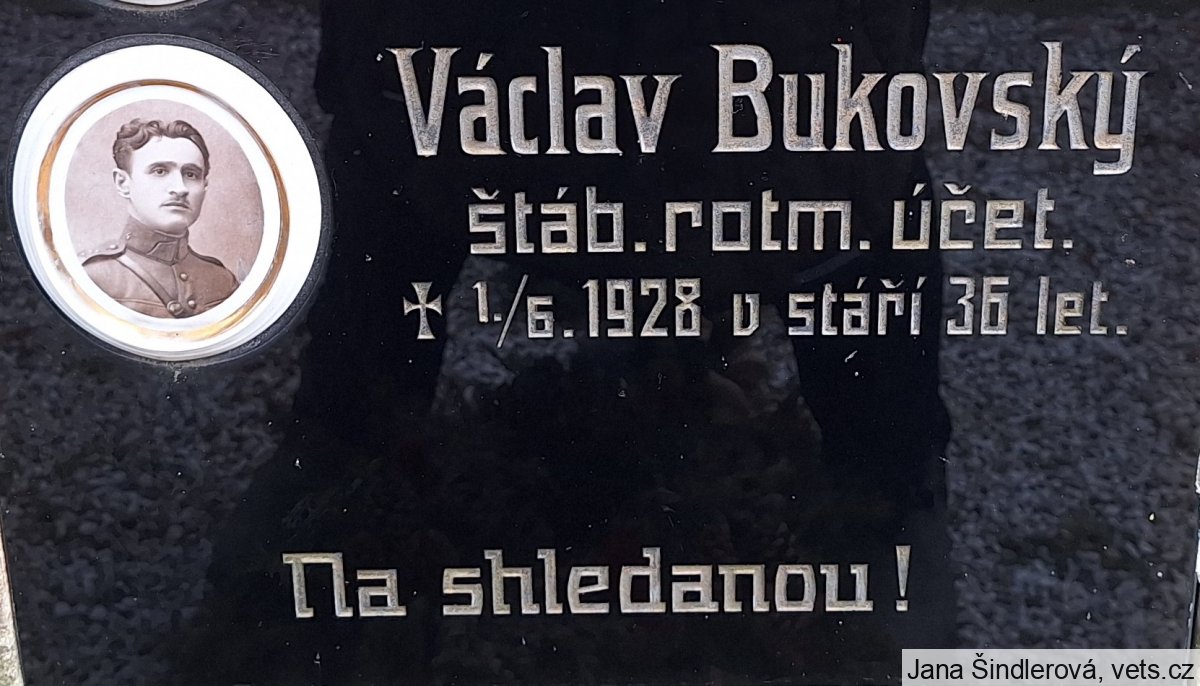 Václav Bukovský
štáb. rotm. účet.
✝ 1./6. 1928 v stáří 36 let.
Na shledanou!
Jana Šindlerová, vets.cz